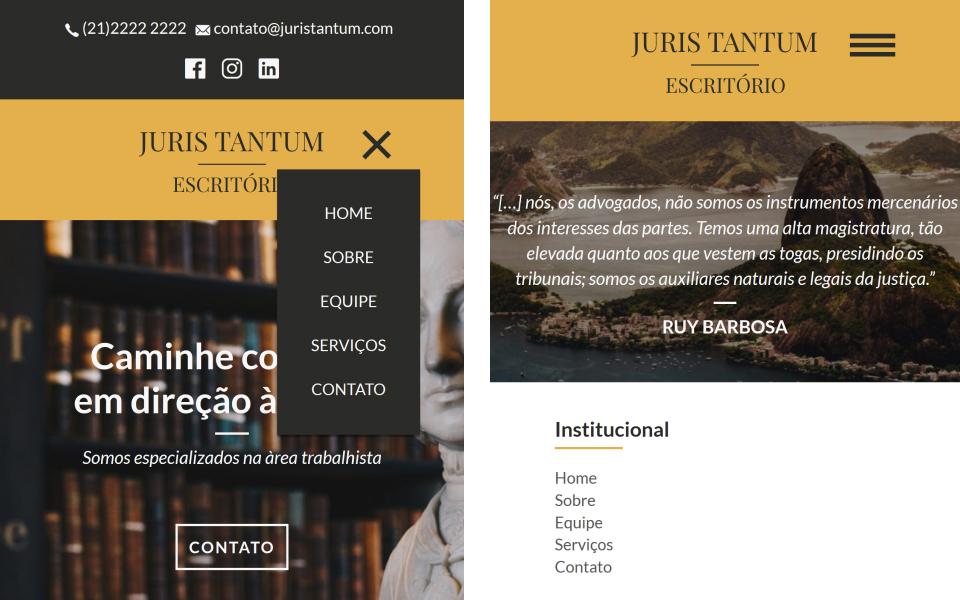 (21)2222 2222 contato@juristantum.com
JURIS TANTUM
ESCRITÓRI
HOME
SOBRE
EQUIPE
SERVIÇOS
CONTATO
Caminhe co
em direção à
Somos especializados na àrea trabalhista
CONTATO
JURIS TANTUM
ESCRITÓRIO
“[...] nós, os advogados, não somos os instrumentos mercenários
dos interesses das partes. Temos uma alta magistratura, tão
elevada quanto aos que vestem as togas, presidindo os
tribunais; somos os auxiliares naturais e legais da justiça.”
RUY BARBOSA
Institucional
Home
Sobre
Equipe
Serviços
Contato